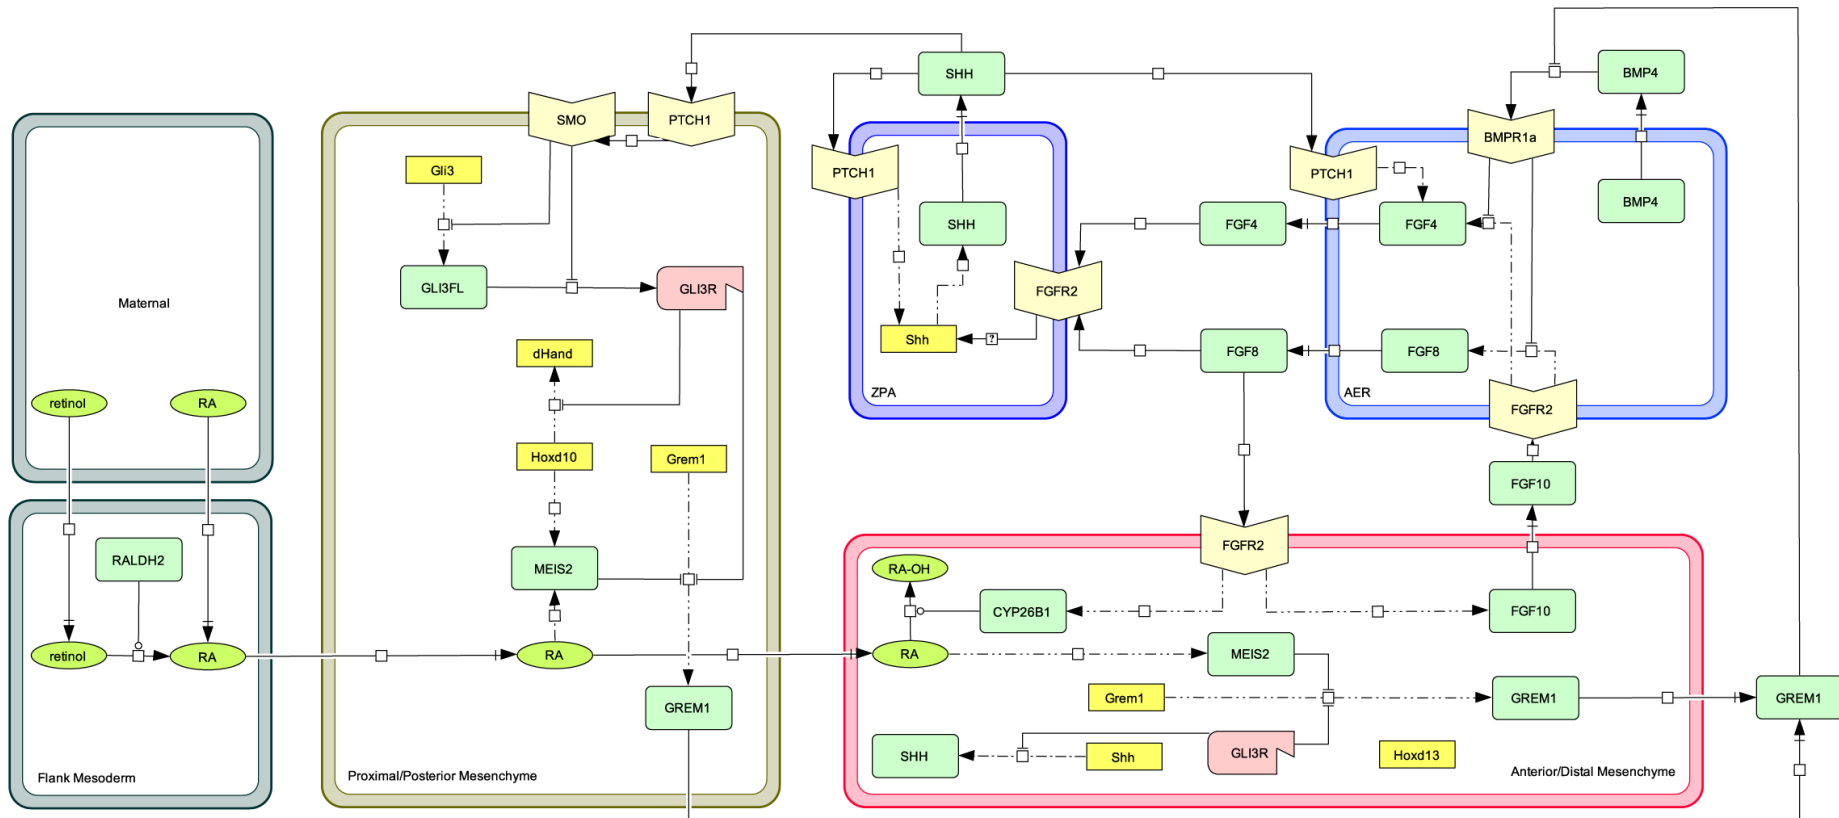 Maternal
retinol
RA
RALDH2
retinol
RA
Flank Mesoderm
SMO
PTCH1
Gli3
GLI3FL
GLI3R
dHand
Hoxd10
Grem1
MEIS2
RA
GREM1
Proximal/Posterior Mesenchyme
SHH
PTCH1
SHH
FGFR2
Shh
?
ZPA
FGF4
FGF8
BMP4
BMPR1a
PTCH1
BMP4
FGF4
FGF8
AER
FGFR2
FGF10
FGFR2
RA-OH
CYP26B1
FGF10
RA
MEIS2
Grem1
GREM1
SHH
Shh
GLI3R
Hoxd13
Anterior/Distal Mesenchyme
GREM1